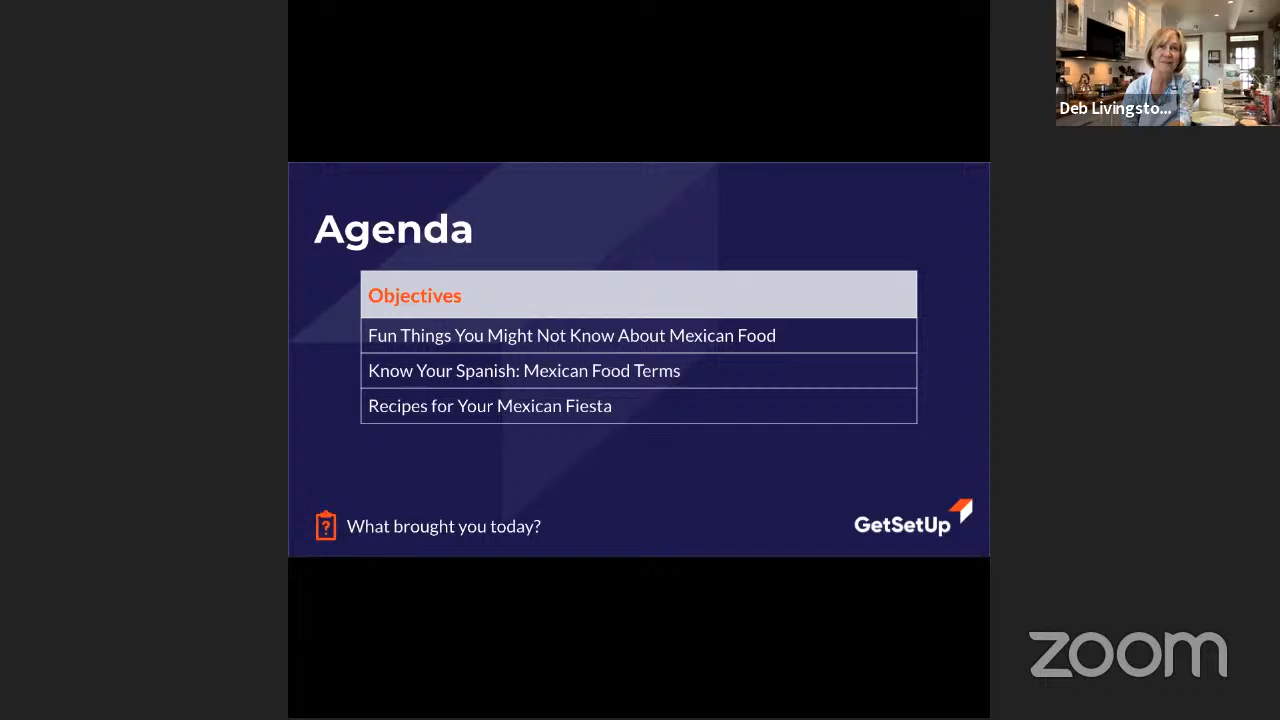 Deb Livingsto...
Agenda
Objectives
Fun Things You Might Not Know About Mexican Food
Know Your Spanish: Mexican Food Terms
Recipes for Your Mexican Fiesta
?
What brought you today?
GetSetUp
zoom